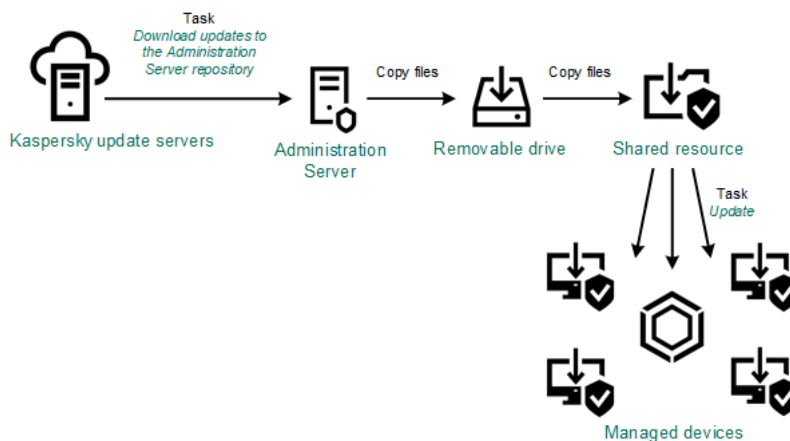 Task
Download updates to
the Administration
Server repository
Copy files
Copy files
Kaspersky update servers
Administration
Server
Removable drive
Shared resource
Task
Update
Managed devices